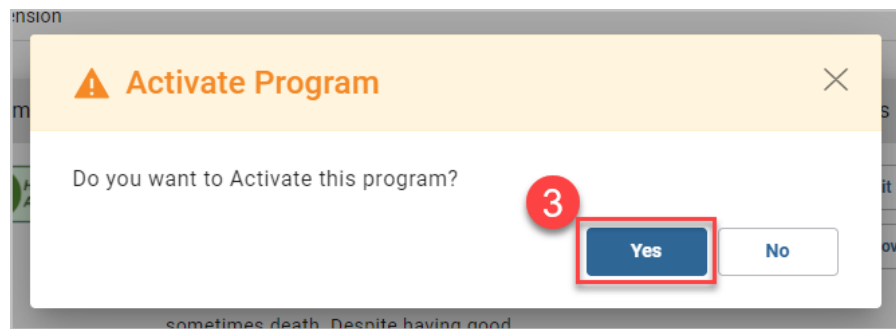 ension
Activate Program
Do you want to Activate this program?
3
Yes
No
sometimes death. Despite having good